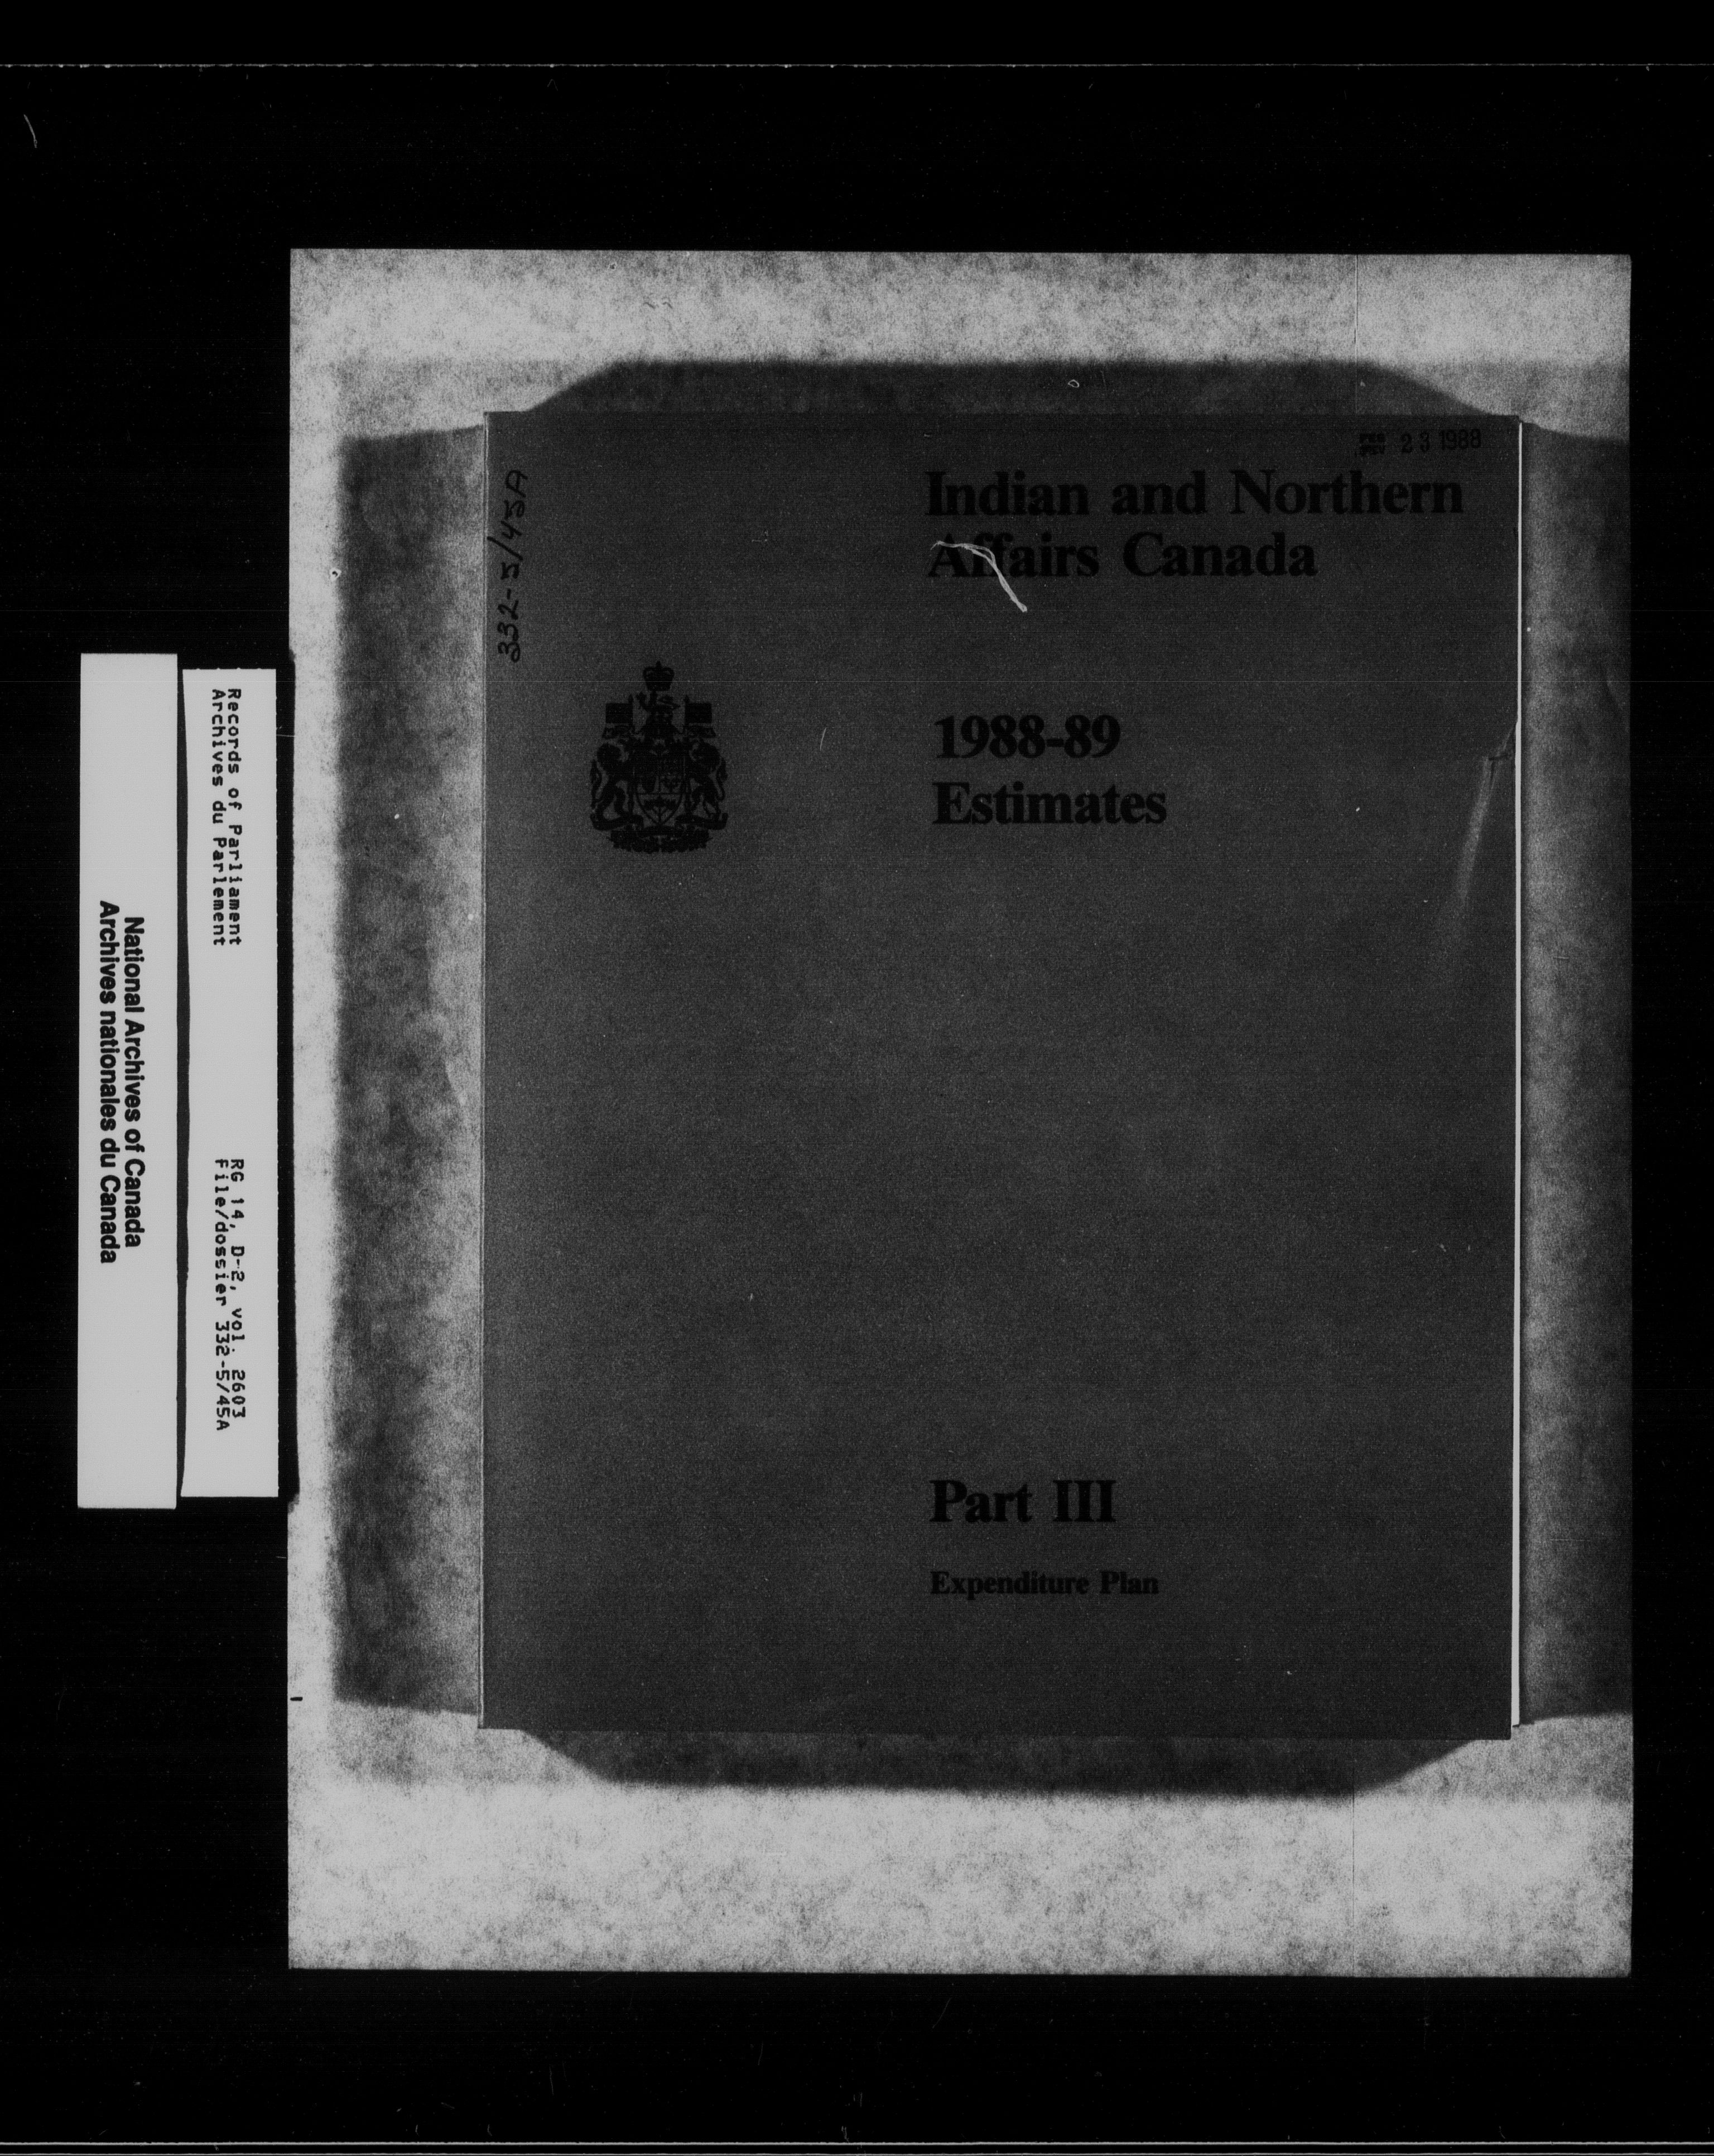 FEB
FEV 23 1988
Indian and Northern
Affairs Canada
332-5/45A
1988-89
Estimates
Part III
Expenditure Plan
Records of Parliament
Archives du Parlement
RG 14, D-2, vol. 2603
File/dossier 332-5/45A
National Archives of Canada
Archives nationales du Canada